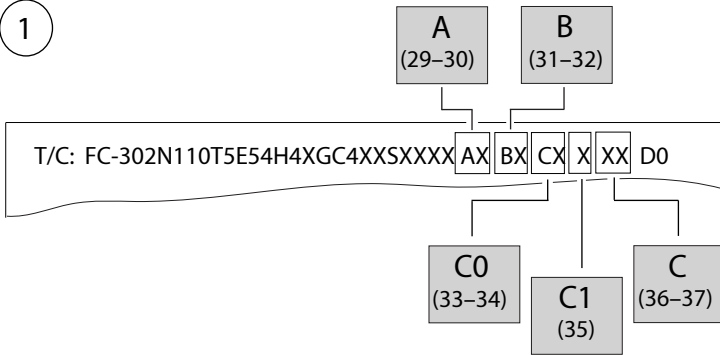 1
A
(29–30)
B
(31–32)
T/C: FC-302N110T5E54H4XGC4XXSXXXX AX BX CX X XX D0
C0
(33–34)
C1
(35)
C
(36–37)